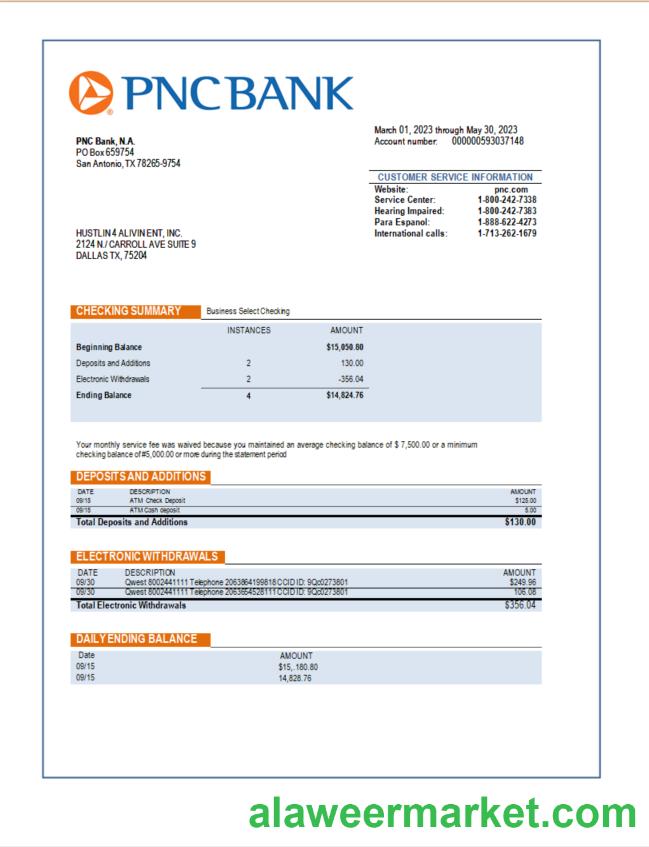 PNC BANK
March 01, 2023 through May 30, 2023
Account number: 000000593037148
PNC Bank, N.A.
PO Box 659754
San Antonio, TX 78265-9754
CUSTOMER SERVICE INFORMATION
Website: pnc.com
Service Center: 1-800-242-7338
Hearing Impaired: 1-800-242-7383
Para Espanol: 1-888-622-4273
International calls: 1-713-262-1679
HUSTLIN 4 ALIVIN ENT, INC.
2124 N./ CARROLL AVE SUITE 9
DALLAS TX, 75204
CHECKING SUMMARY Business Select Checking
INSTANCES AMOUNT
Beginning Balance $15,050.80
Deposits and Additions 2 130.00
Electronic Withdrawals 2 -356.04
Ending Balance 4 $14,824.76
Your monthly service fee was waived because you maintained an average checking balance of $ 7,500.00 or a minimum
checking balance of #5,000.00 or more during the statement period
DEPOSITS AND ADDITIONS
DATE DESCRIPTION AMOUNT
09/15 ATM Check Deposit $125.00
09/15 ATM Cash deposit 5.00
Total Deposits and Additions $130.00
ELECTRONIC WITHDRAWALS
DATE DESCRIPTION AMOUNT
09/30 Qwest 8002441111 Telephone 2063864199818 CCID ID: 9Qc0273801 $249.96
09/30 Qwest 8002441111 Telephone 2063654528111 CCID ID: 9Qc0273801 106.08
Total Electronic Withdrawals $356.04
DAILY ENDING BALANCE
Date AMOUNT
09/15 $15,.180.80
09/15 14,828.76
alaweermarket.com